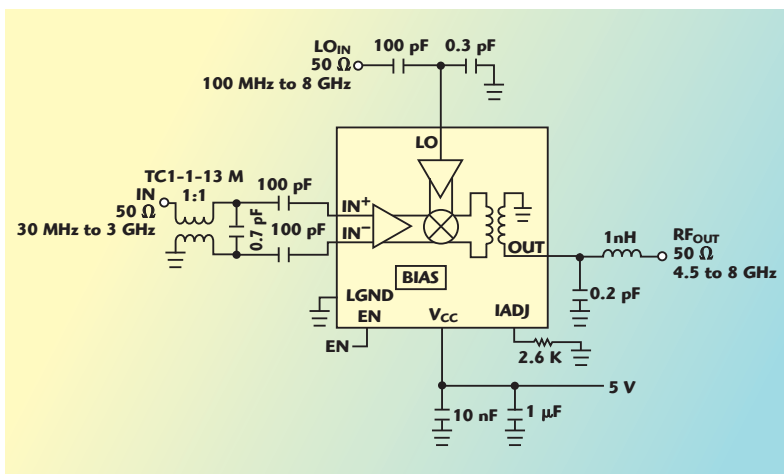 LOIN
50 Ω
100 MHz to 8 GHz
100 pF
0.3 pF
LO
TC1-1-13 M
1:1
IN
50 Ω
30 MHz to 3 GHz
0.7 pF
100 pF
100 pF
IN+
IN–
OUT
BIAS
LGND
EN
VCC
IADJ
EN
2.6 K
1nH
RFOUT
50 Ω
4.5 to 8 GHz
0.2 pF
5 V
10 nF
1 µF